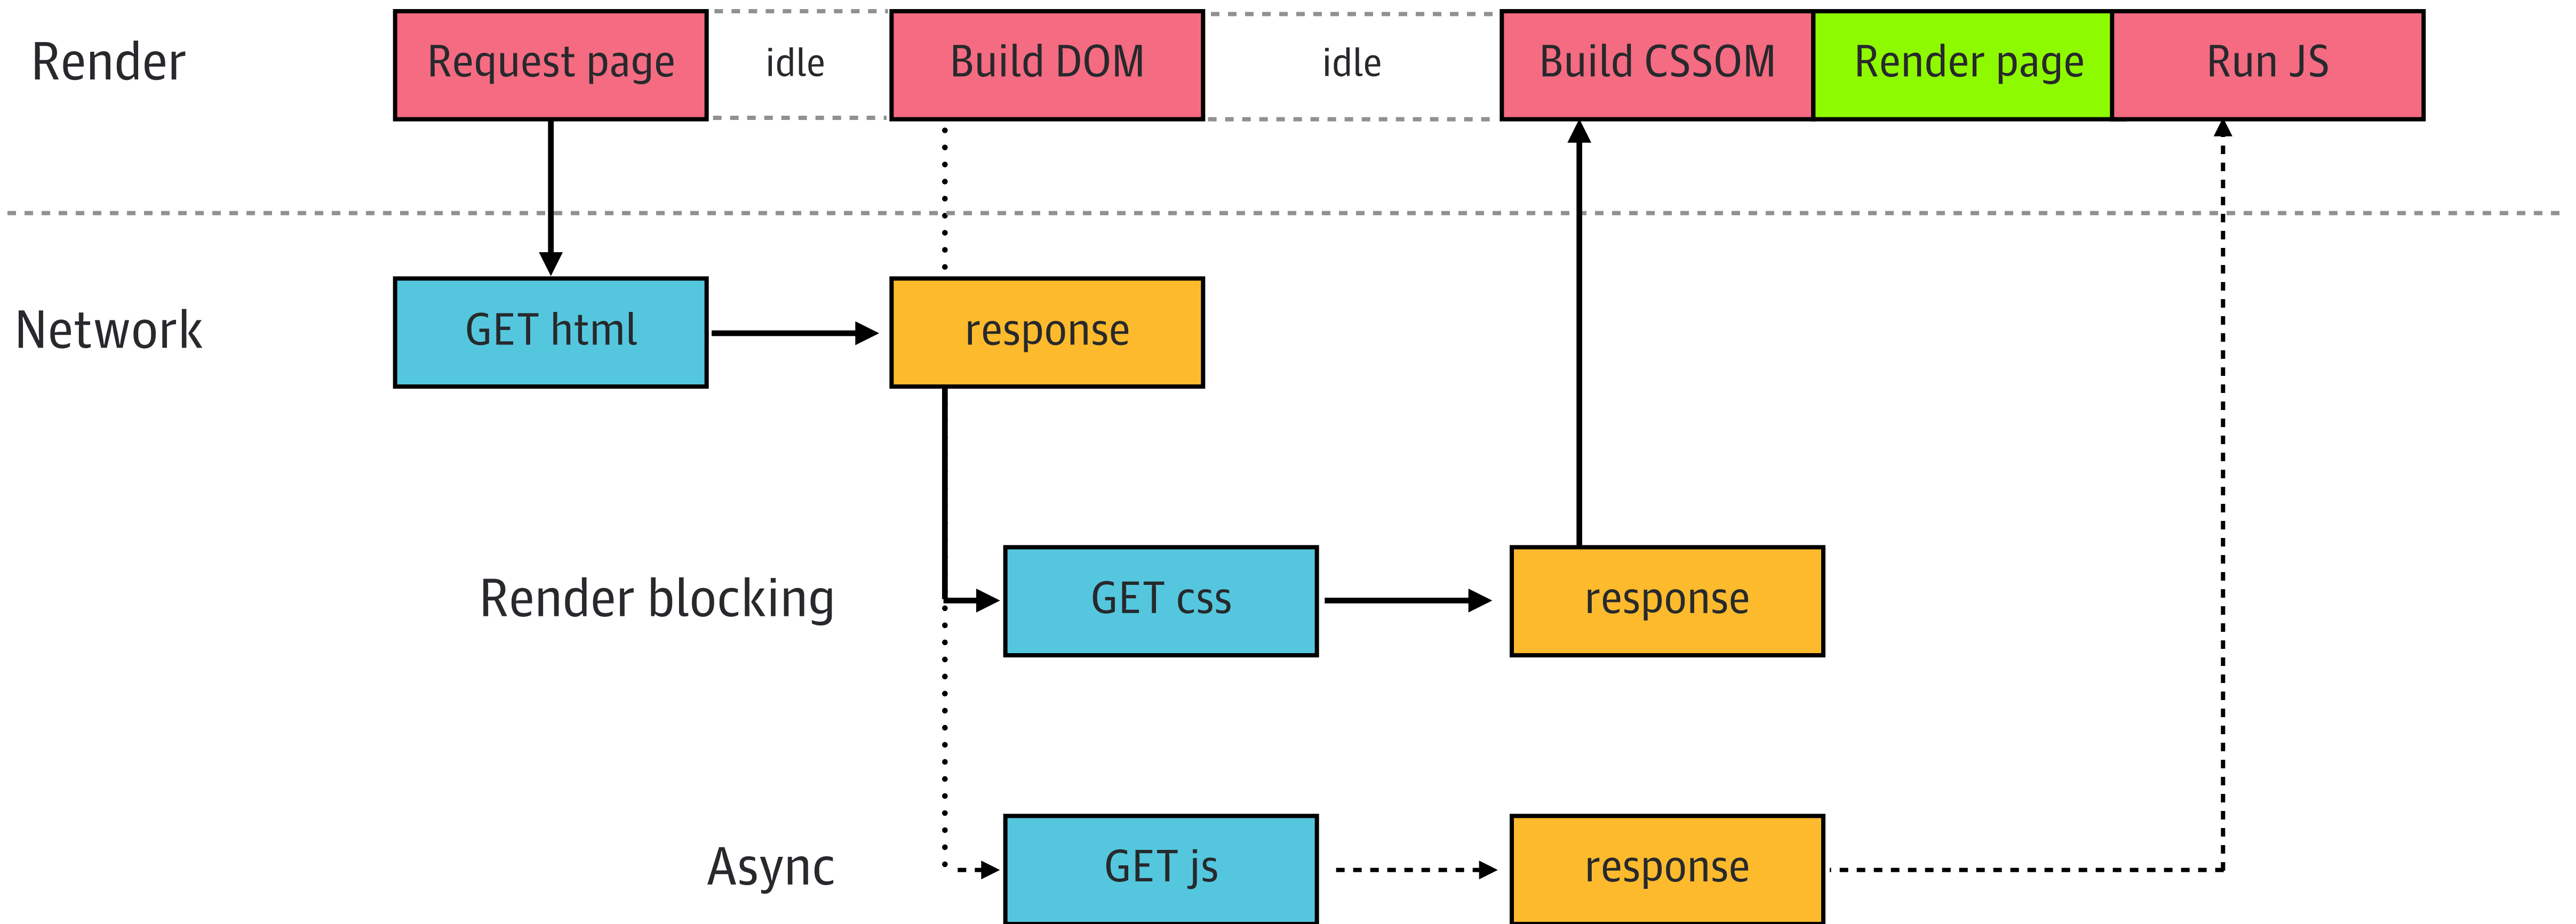 Render
Request page
idle
Build DOM
idle
Build CSSOM
Render page
Run JS
Network
GET html
response
Render blocking
GET css
response
Async
GET js
response